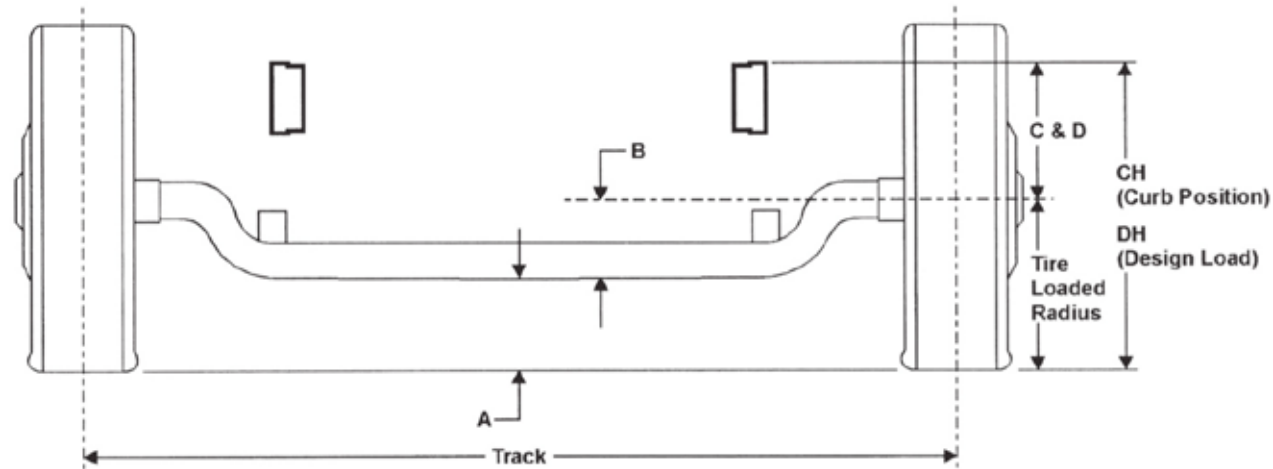 C & D
B
CH
(Curb Position)
DH
(Design Load)
Tire
Loaded
Radius
A
Track